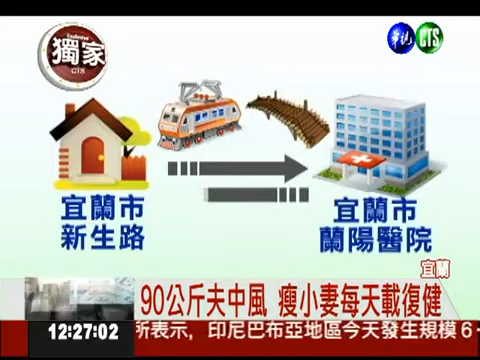 獨家
Exclusive
CTS
華視
CTS
宜蘭市
新生路
宜蘭市
蘭陽醫院
宜蘭
90公斤夫中風 瘦小妻每天載復健
12:27:02
所表示，印尼巴布亞地區今天發生規模6-